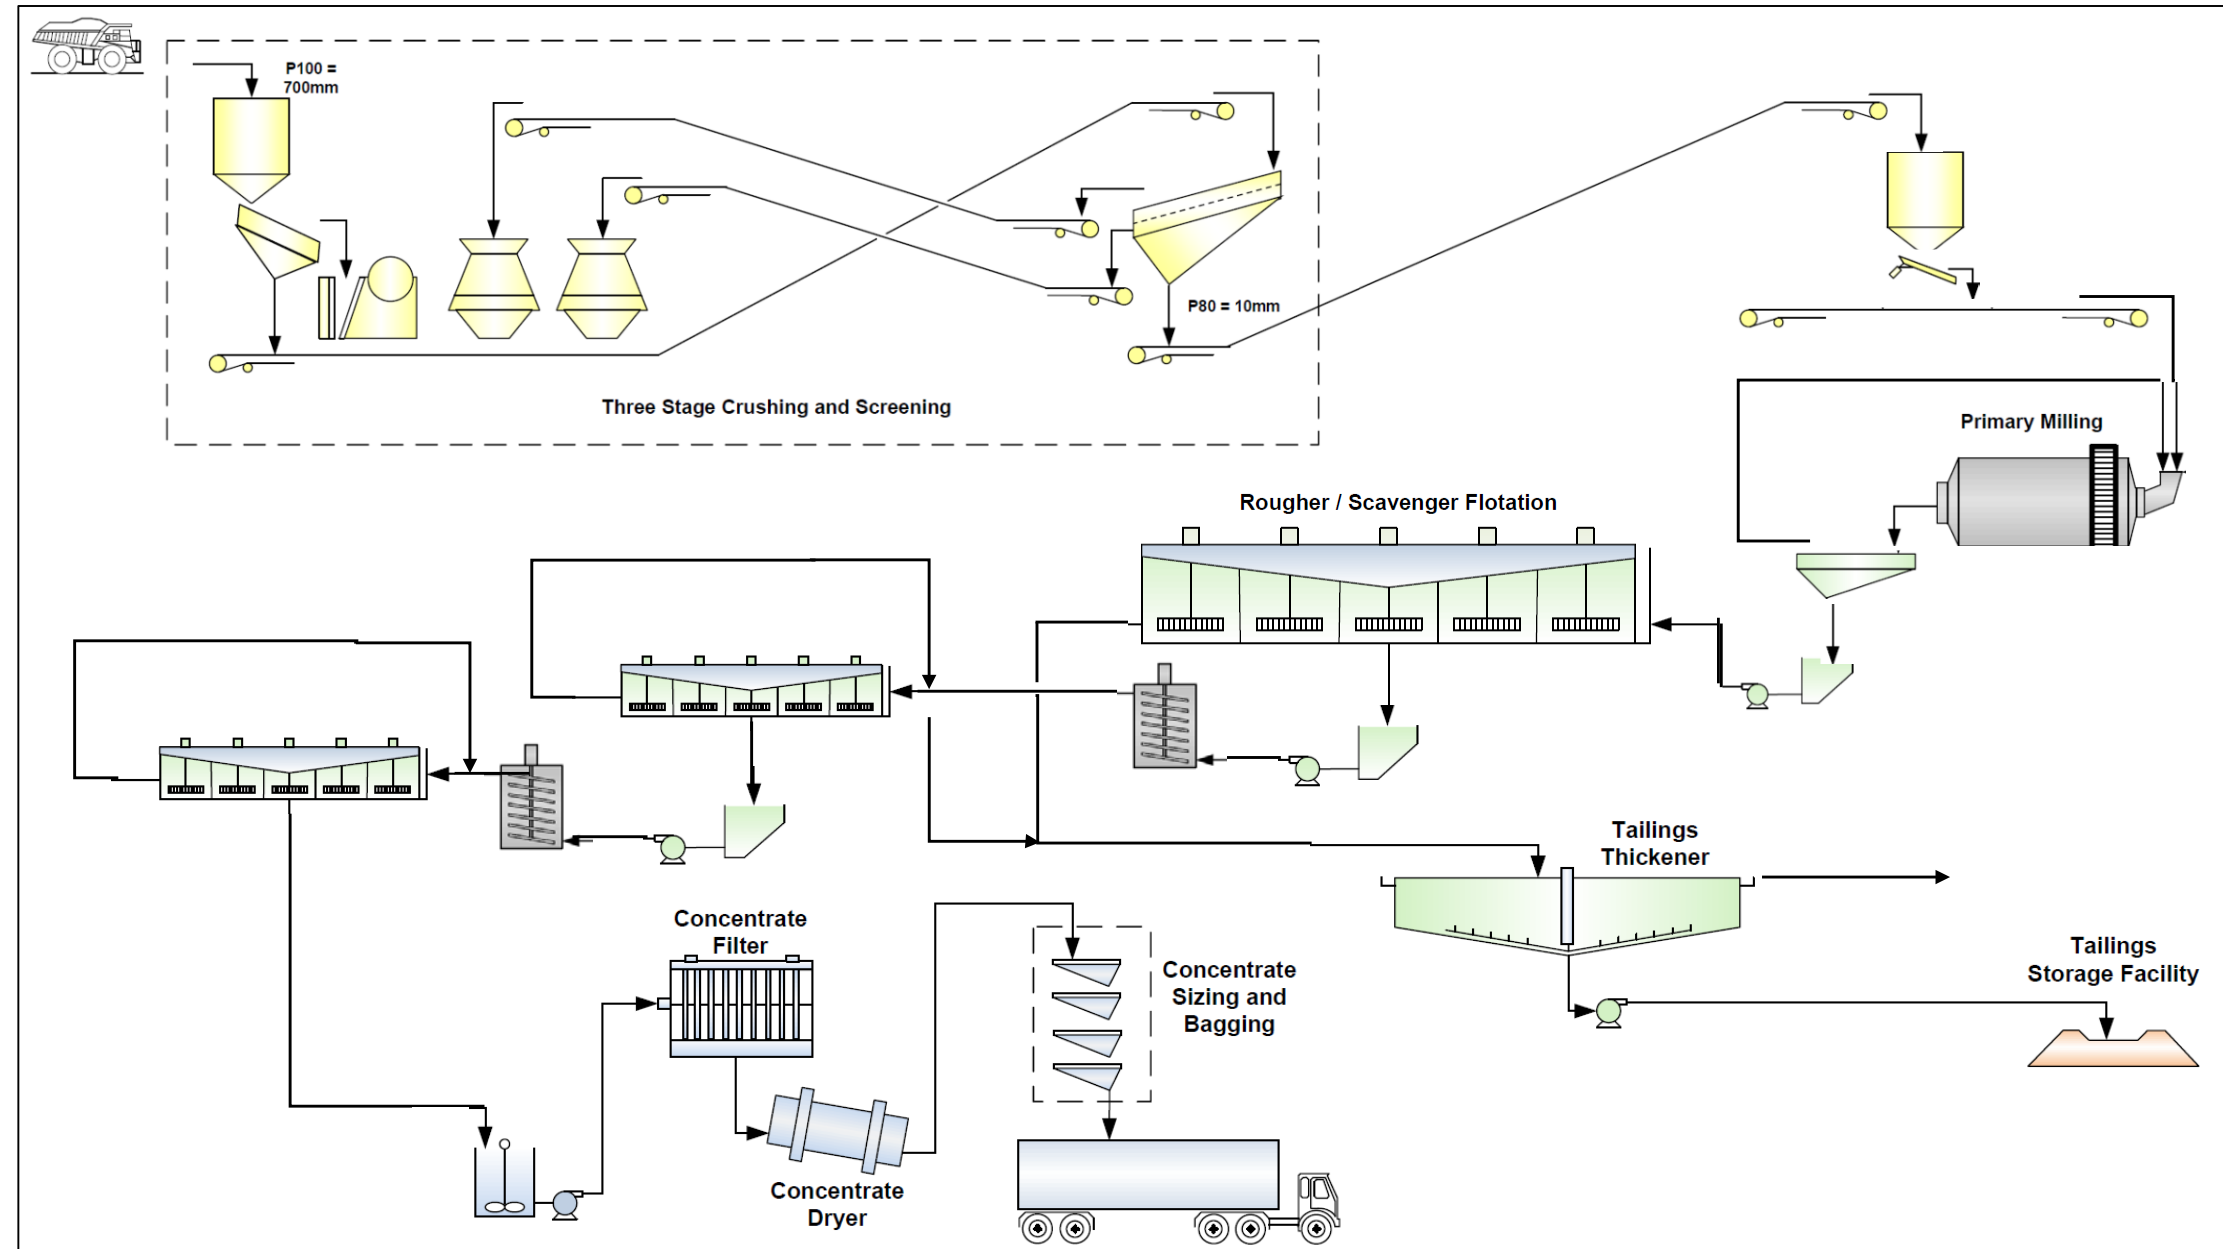 P100 =
700mm
P80 = 10mm
Three Stage Crushing and Screening
Primary Milling
Rougher / Scavenger Flotation
Tailings
Thickener
Concentrate
Filter
Tailings
Storage Facility
Concentrate
Sizing and
Bagging
Concentrate
Dryer